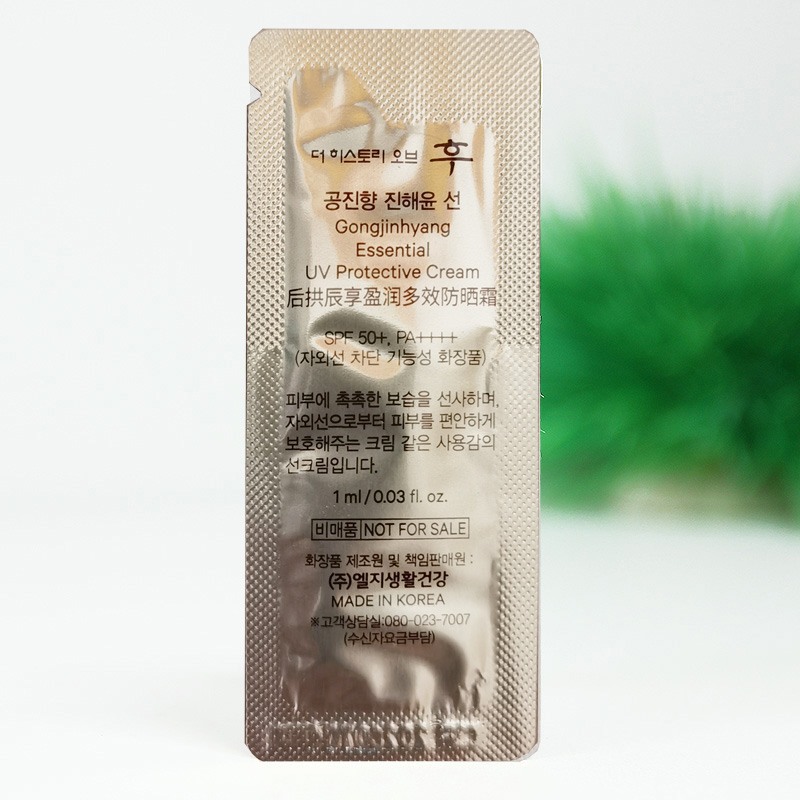 더 히스토리 오브 후
공진향 진해윤 선
Gongjinhyang
Essential
UV Protective Cream
后拱辰享盈润多效防晒霜
SPF 50+, PA++++
(자외선 차단 기능성 화장품)
피부에 촉촉한 보습을 선사하며,
자외선으로부터 피부를 편안하게
보호해주는 크림 같은 사용감의
선크림입니다.
1 ml / 0.03 fl. oz.
비매품 NOT FOR SALE
화장품 제조원 및 책임판매원 :
(주)엘지생활건강
MADE IN KOREA
※고객상담실:080-023-7007
(수신자요금부담)